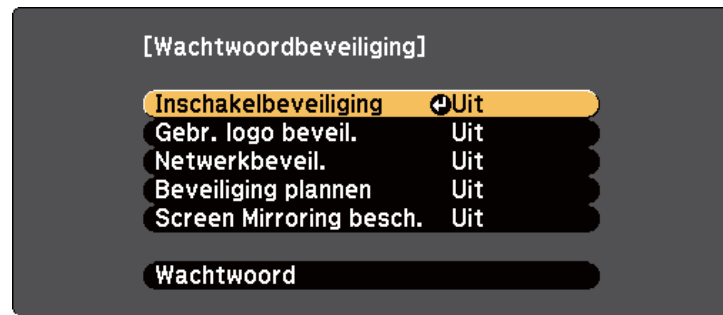 [Wachtwoordbeveiliging]
Inschakelbeveiliging Uit
Gebr. logo beveil. Uit
Netwerkbeveil. Uit
Beveiliging plannen Uit
Screen Mirroring besch. Uit
Wachtwoord